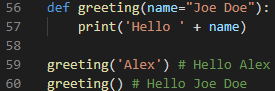 56 def greeting(name="Joe Doe"):
57     print('Hello ' + name)
58
59 greeting('Alex') # Hello Alex
60 greeting() # Hello Joe Doe